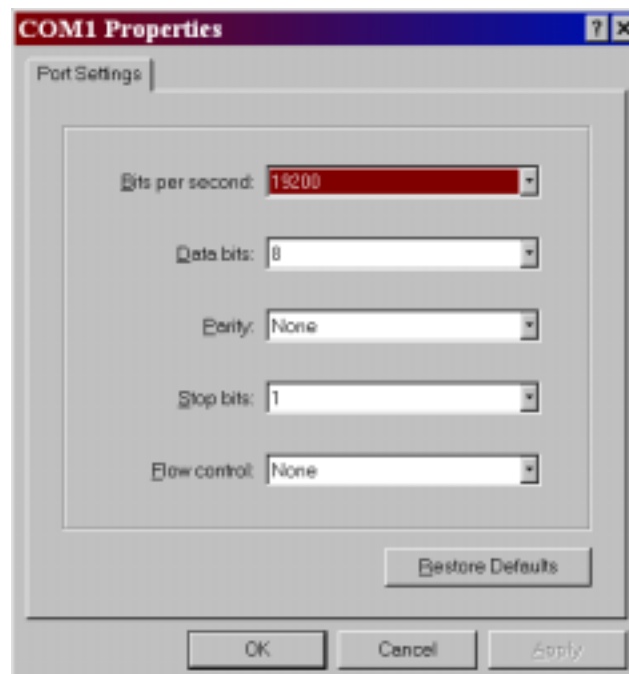 COM1 Properties
Port Settings
Bits per second: 19200
Data bits: 8
Parity: None
Stop bits: 1
Flow control: None
Restore Defaults
OK Cancel Apply